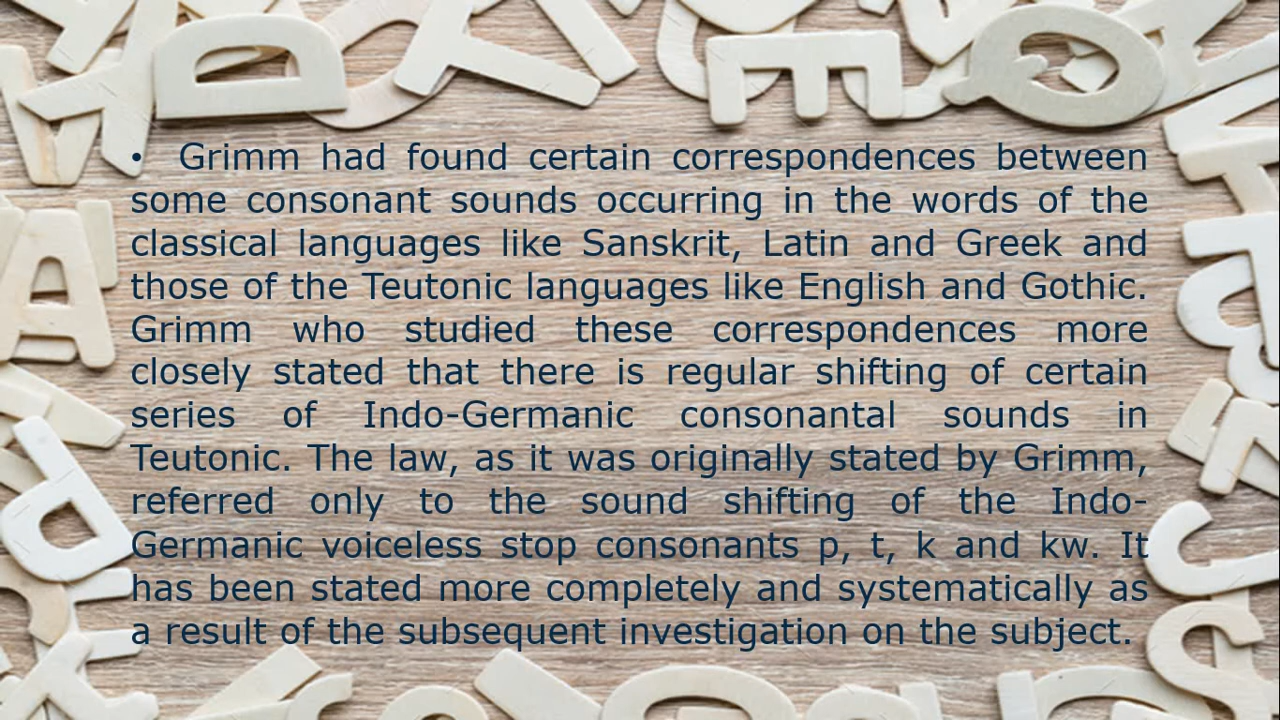 • Grimm had found certain correspondences between
some consonant sounds occurring in the words of the
classical languages like Sanskrit, Latin and Greek and
those of the Teutonic languages like English and Gothic.
Grimm who studied these correspondences more
closely stated that there is regular shifting of certain
series of Indo-Germanic consonantal sounds in
Teutonic. The law, as it was originally stated by Grimm,
referred only to the sound shifting of the Indo-
Germanic voiceless stop consonants p, t, k and kw. It
has been stated more completely and systematically as
a result of the subsequent investigation on the subject.